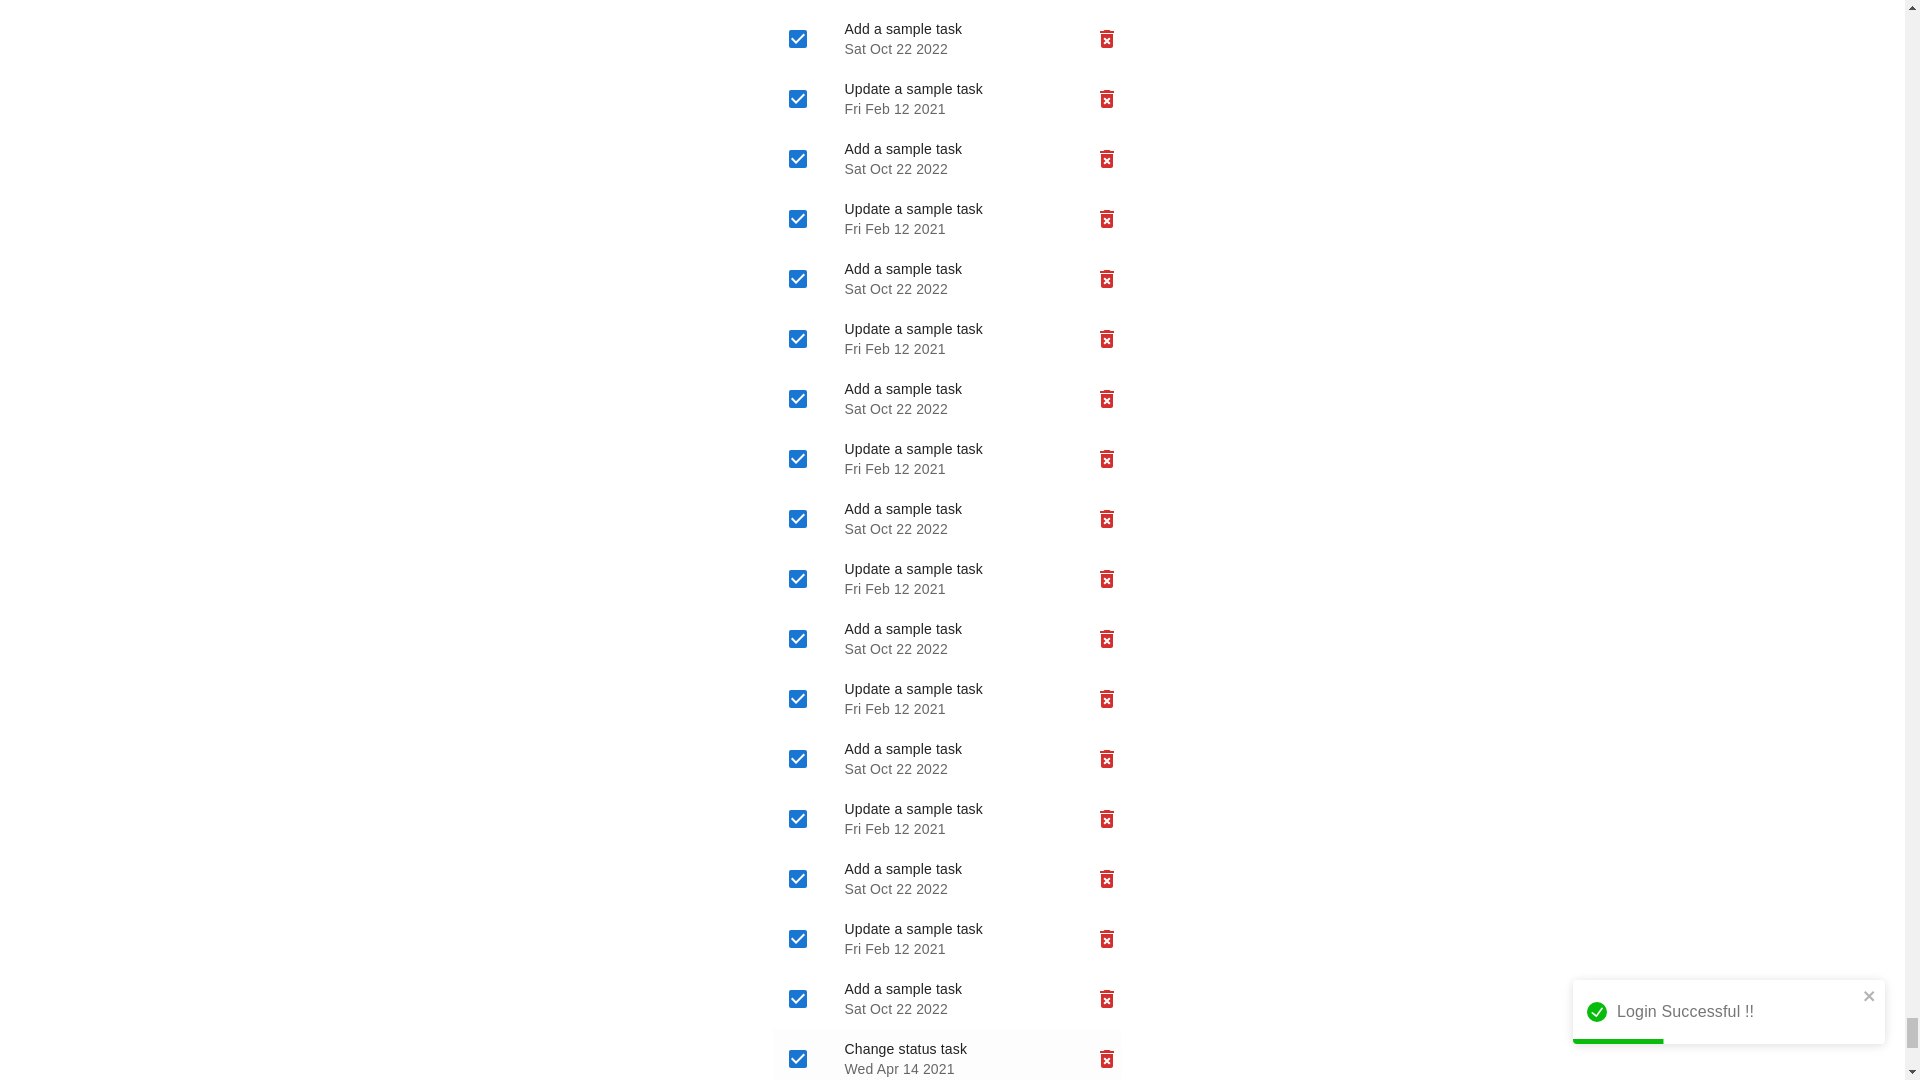 Add a sample task
Sat Oct 22 2022
Update a sample task
Fri Feb 12 2021
Add a sample task
Sat Oct 22 2022
Update a sample task
Fri Feb 12 2021
Add a sample task
Sat Oct 22 2022
Update a sample task
Fri Feb 12 2021
Add a sample task
Sat Oct 22 2022
Update a sample task
Fri Feb 12 2021
Add a sample task
Sat Oct 22 2022
Update a sample task
Fri Feb 12 2021
Add a sample task
Sat Oct 22 2022
Update a sample task
Fri Feb 12 2021
Add a sample task
Sat Oct 22 2022
Update a sample task
Fri Feb 12 2021
Add a sample task
Sat Oct 22 2022
Update a sample task
Fri Feb 12 2021
Add a sample task
Sat Oct 22 2022
Change status task
Wed Apr 14 2021
Login Successful !!